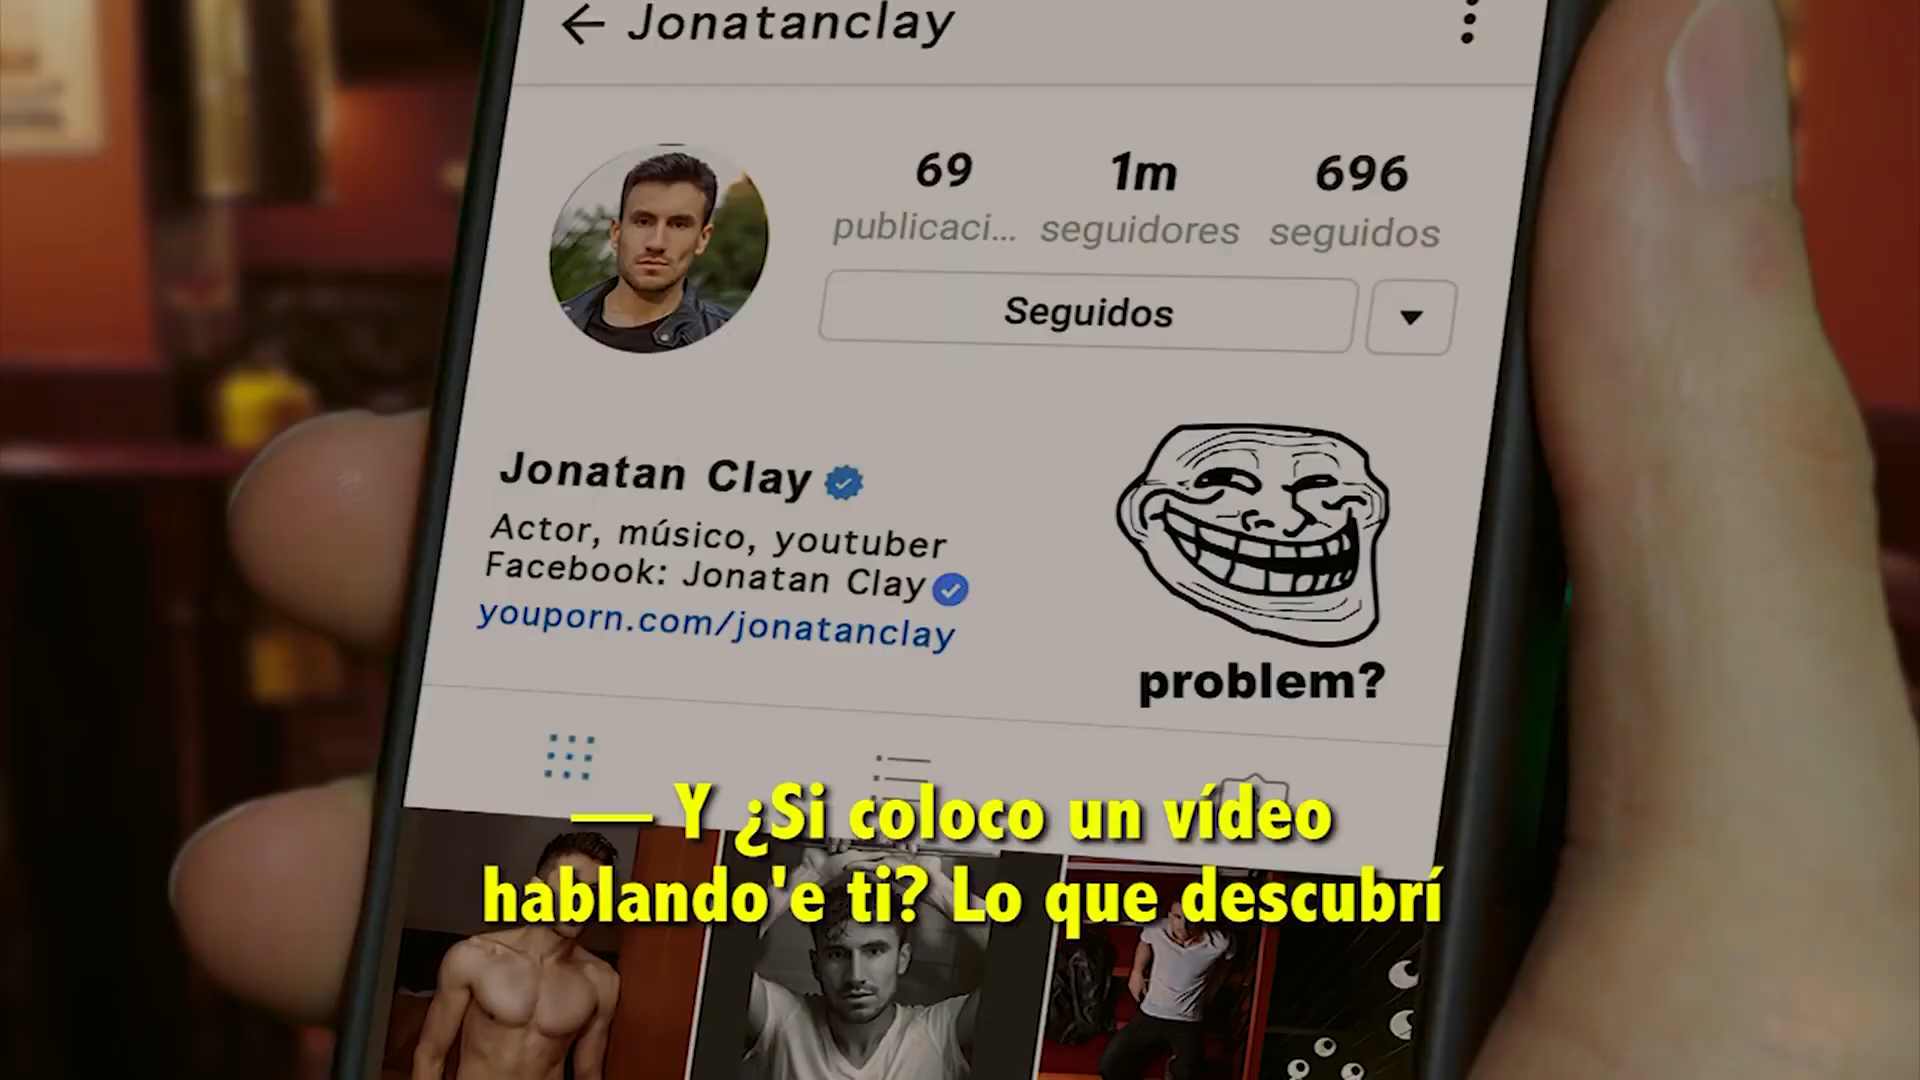 Jonatanclay
69 1m 696
publicaci... seguidores seguidos
Seguidos
Jonatan Clay
Actor, músico, youtuber
Facebook: Jonatan Clay
youporn.com/jonatanclay
problem?
— Y ¿Si coloco un vídeo
hablando'e ti? Lo que descubrí